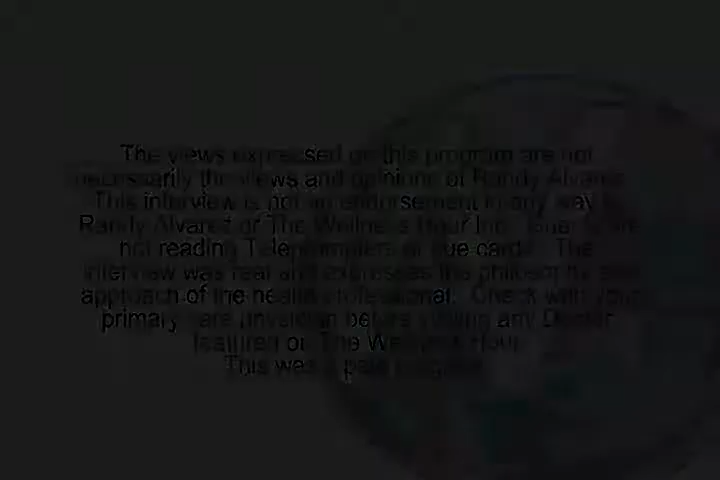 The views expressed on this program are not
necessarily the views and opinions of Randy Alvarez.
This interview is not an endorsement in any way by
Randy Alvarez or The Wellness Hour Inc. Guests are
not reading Teleprompters or cue cards. The
interview was real and expresses the philosophy and
approach of the health professional. Check with your
primary care physician before visiting any Doctor
featured on The Wellness Hour.
This was a paid program.